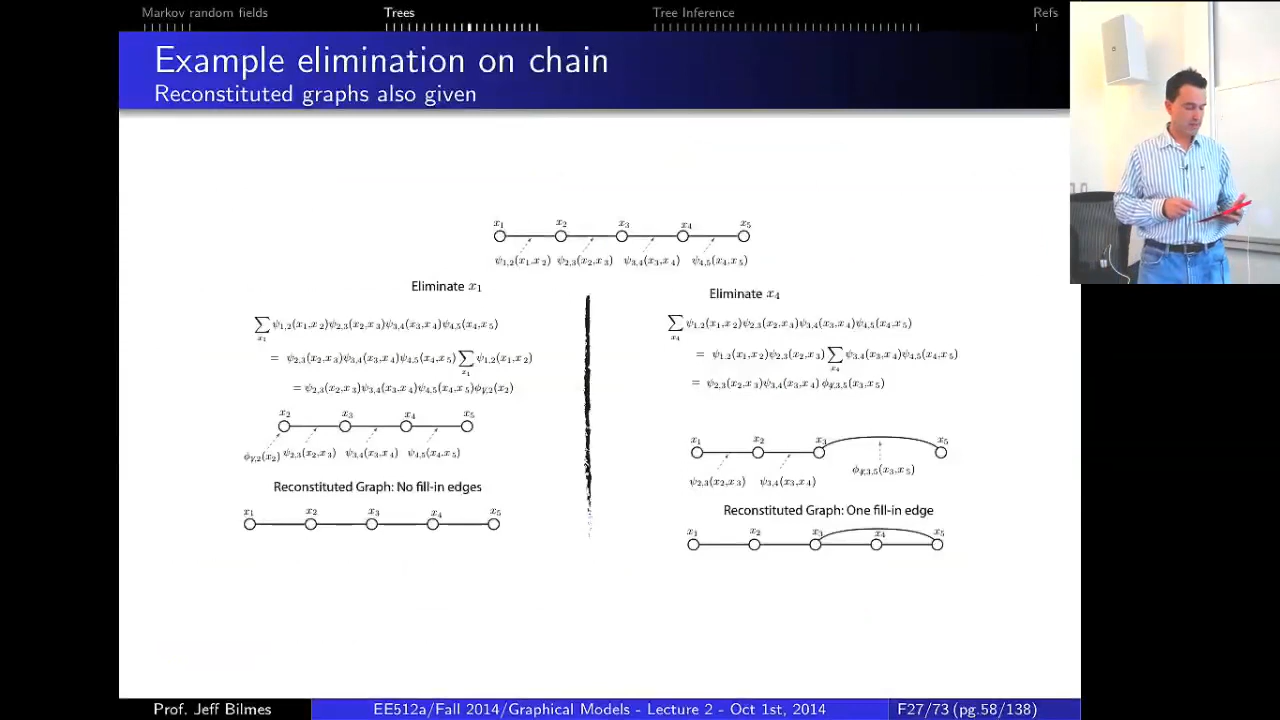 Markov random fields Trees Tree Inference Refs
Example elimination on chain
Reconstituted graphs also given
x₁ x₂ x₃ x₄ x₅
ψ₁,₂(x₁,x₂) ψ₂,₃(x₂,x₃) ψ₃,₄(x₃,x₄) ψ₄,₅(x₄,x₅)
Eliminate x₁
∑x₁ ψ₁,₂(x₁,x₂)ψ₂,₃(x₂,x₃)ψ₃,₄(x₃,x₄)ψ₄,₅(x₄,x₅)
= ψ₂,₃(x₂,x₃)ψ₃,₄(x₃,x₄)ψ₄,₅(x₄,x₅) ∑x₁ ψ₁,₂(x₁,x₂)
= ψ₂,₃(x₂,x₃)ψ₃,₄(x₃,x₄)ψ₄,₅(x₄,x₅)ϕ₁̸,₂(x₂)
x₂ x₃ x₄ x₅
ϕ₁̸,₂(x₂) ψ₂,₃(x₂,x₃) ψ₃,₄(x₃,x₄) ψ₄,₅(x₄,x₅)
Reconstituted Graph: No fill-in edges
x₁ x₂ x₃ x₄ x₅
Eliminate x₄
∑x₄ ψ₁,₂(x₁,x₂)ψ₂,₃(x₂,x₃)ψ₃,₄(x₃,x₄)ψ₄,₅(x₄,x₅)
= ψ₁,₂(x₁,x₂)ψ₂,₃(x₂,x₃) ∑x₄ ψ₃,₄(x₃,x₄)ψ₄,₅(x₄,x₅)
= ψ₂,₃(x₂,x₃)ψ₃,₄(x₃,x₄) ϕ₄̸,₃,₅(x₃,x₅)
x₁ x₂ x₃ x₅
ψ₂,₃(x₂,x₃) ψ₃,₄(x₃,x₄) ϕ₄̸,₃,₅(x₃,x₅)
Reconstituted Graph: One fill-in edge
x₁ x₂ x₃ x₄ x₅
Prof. Jeff Bilmes EE512a/Fall 2014/Graphical Models - Lecture 2 - Oct 1st, 2014 F27/73 (pg.58/138)